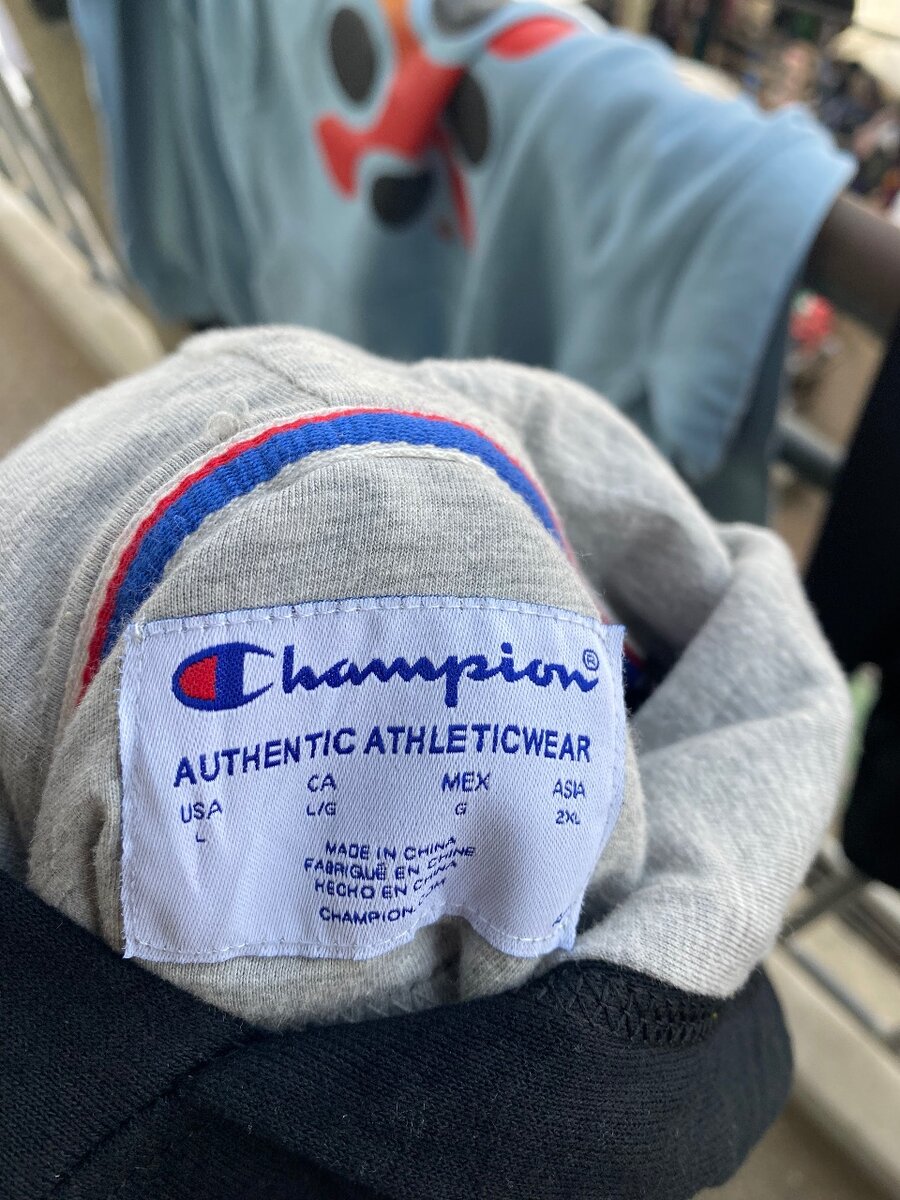 Champion®
AUTHENTIC ATHLETICWEAR
USA CA MEX ASIA
L L/G G 2XL
MADE IN CHINA
FABRIQUÉ EN CHINE
HECHO EN CHINA